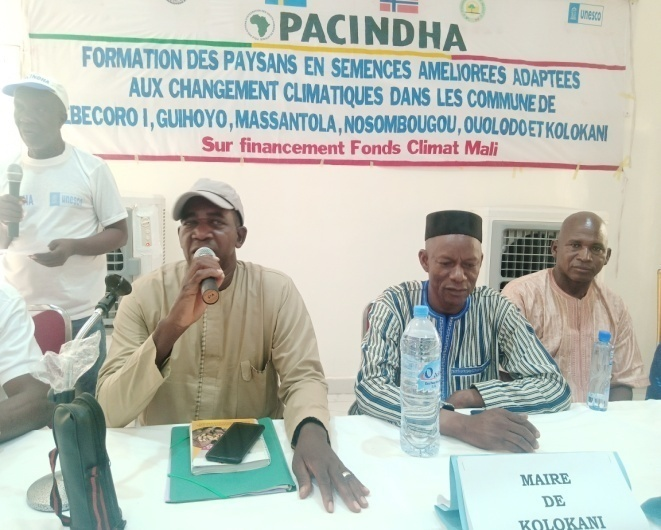 PACINDHA
unesco
FORMATION DES PAYSANS EN SEMENCES AMELIOREES ADAPTEES
AUX CHANGEMENT CLIMATIQUES DANS LES COMMUNE DE
BECORO I, GUIHOYO, MASSANTOLA, NOSOMBOUGOU, OUOLODO ET KOLOKANI
Sur financement Fonds Climat Mali
unesco
MAIRE
DE
KOLOKANI